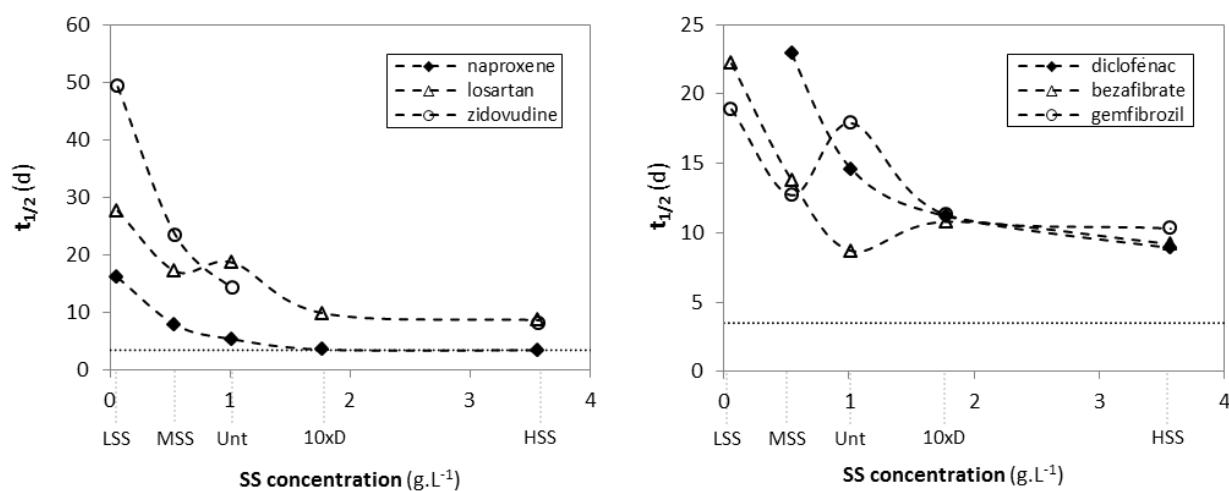 60
50
40
30
20
10
0
t1/2 (d)
naproxene
losartan
zidovudine
0 1 2 3 4
LSS MSS Unt 10xD HSS
SS concentration (g.L-1)
25
20
15
10
5
0
t1/2 (d)
diclofénac
bezafibrate
gemfibrozil
0 1 2 3 4
LSS MSS Unt 10xD HSS
SS concentration (g.L-1)